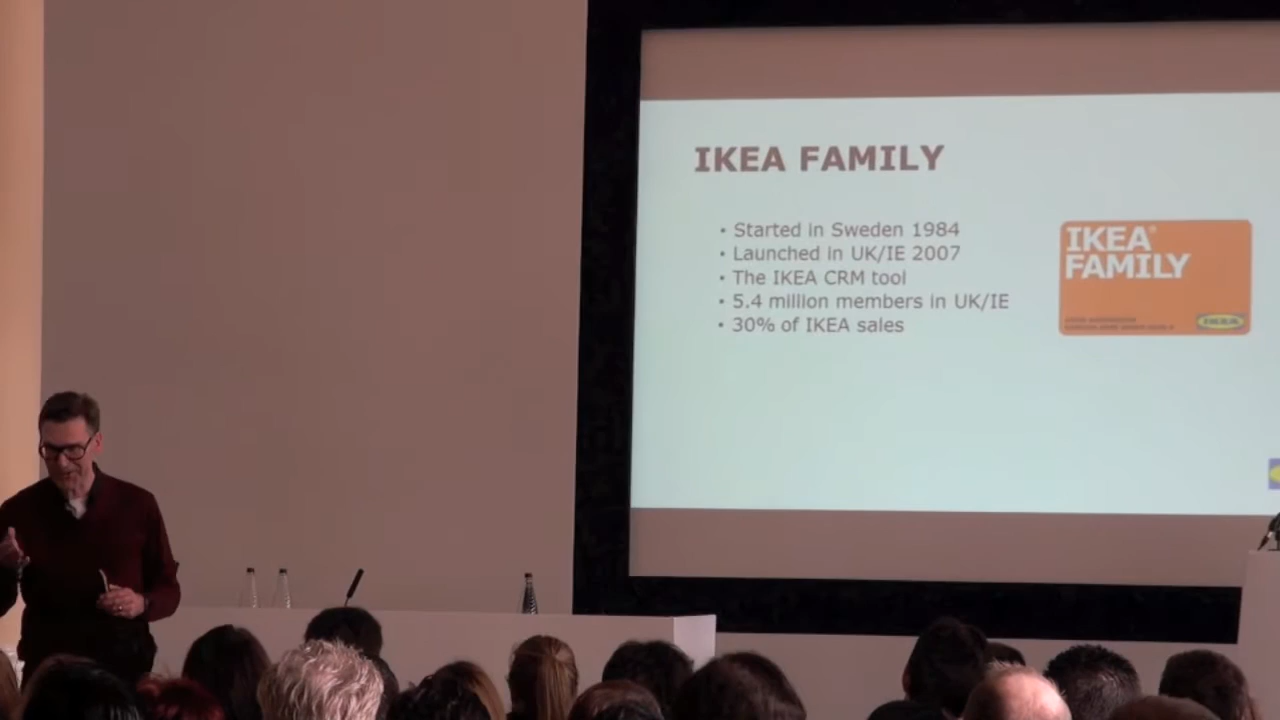 IKEA FAMILY
• Started in Sweden 1984
• Launched in UK/IE 2007
• The IKEA CRM tool
• 5.4 million members in UK/IE
• 30% of IKEA sales
IKEA®
FAMILY
IKEA